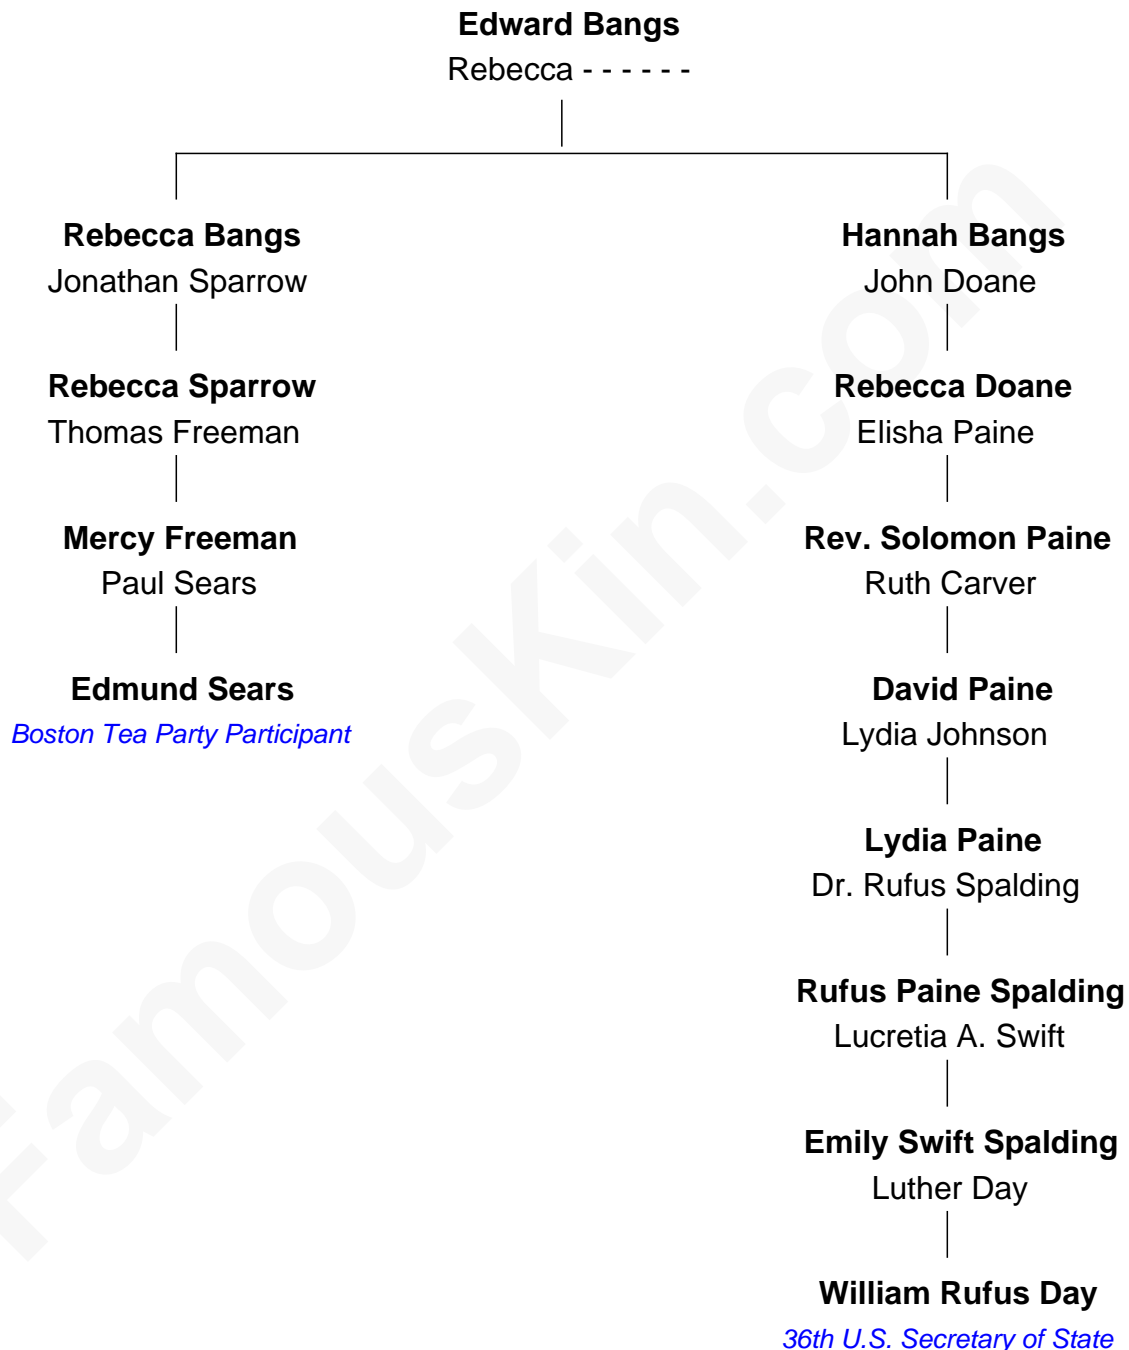 Edward Bangs
Rebecca - - - - - -
Rebecca Bangs
Jonathan Sparrow
Rebecca Sparrow
Thomas Freeman
Mercy Freeman
Paul Sears
Edmund Sears
Boston Tea Party Participant
Hannah Bangs
John Doane
Rebecca Doane
Elisha Paine
Rev. Solomon Paine
Ruth Carver
David Paine
Lydia Johnson
Lydia Paine
Dr. Rufus Spalding
Rufus Paine Spalding
Lucretia A. Swift
Emily Swift Spalding
Luther Day
William Rufus Day
36th U.S. Secretary of State
FamousKin.com